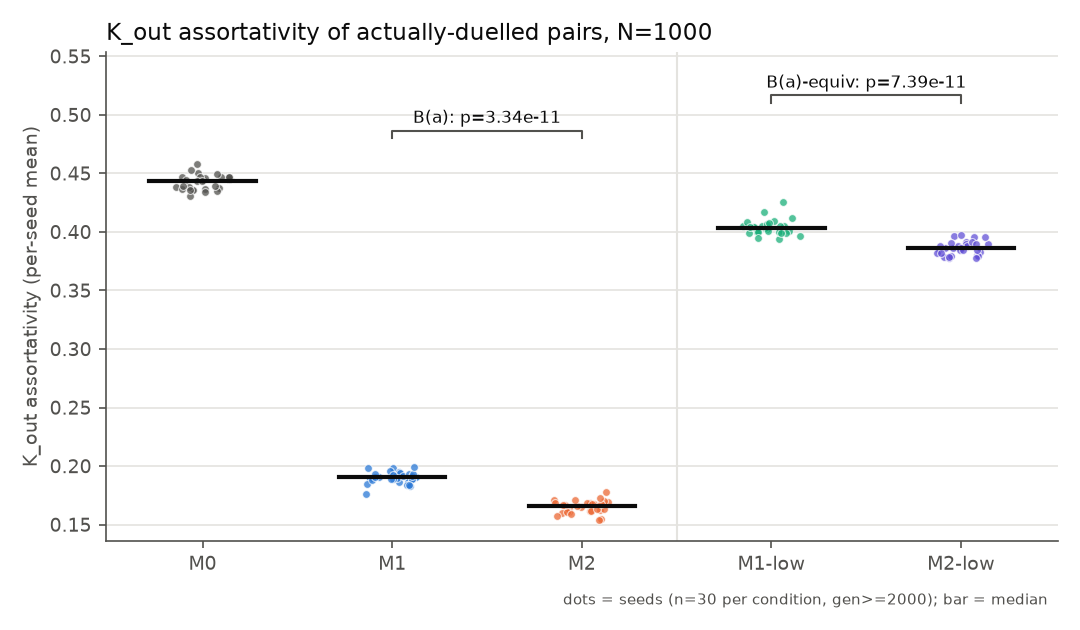 K_out assortativity of actually-duelled pairs, N=1000
K_out assortativity (per-seed mean)
0.55
0.50
0.45
0.40
0.35
0.30
0.25
0.20
0.15
B(a): p=3.34e-11
B(a)-equiv: p=7.39e-11
M0
M1
M2
M1-low
M2-low
dots = seeds (n=30 per condition, gen>=2000); bar = median